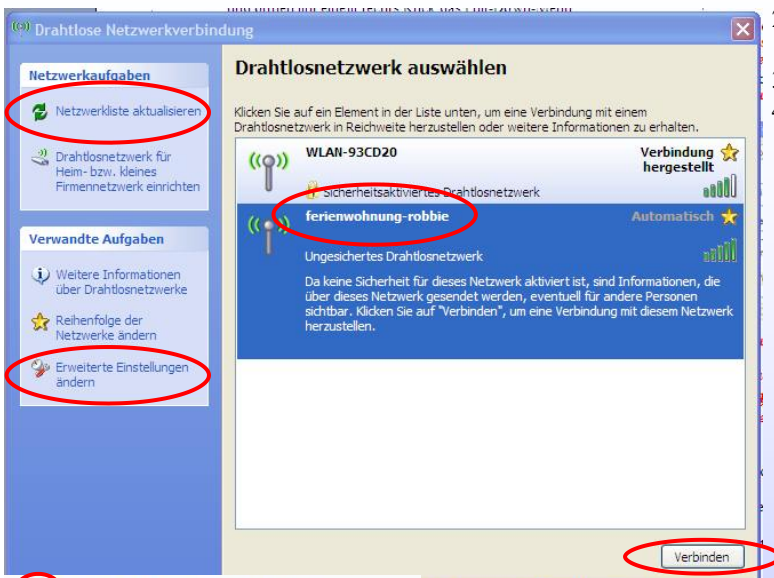 Drahtlose Netzwerkverbindung
Netzwerkaufgaben
Netzwerkliste aktualisieren
Drahtlosnetzwerk für
Heim- bzw. kleines
Firmennetzwerk einrichten
Verwandte Aufgaben
Weitere Informationen
über Drahtlosnetzwerke
Reihenfolge der
Netzwerke ändern
Erweiterte Einstellungen
ändern
Drahtlosnetzwerk auswählen
Klicken Sie auf ein Element in der Liste unten, um eine Verbindung mit einem
Drahtlosnetzwerk in Reichweite herzustellen oder weitere Informationen zu erhalten.
WLAN-93CD20
Verbindung
hergestellt
Sicherheitsaktiviertes Drahtlosnetzwerk
ferienwohnung-robbie
Automatisch
Ungesichertes Drahtlosnetzwerk
Da keine Sicherheit für dieses Netzwerk aktiviert ist, sind Informationen, die
über dieses Netzwerk gesendet werden, eventuell für andere Personen
sichtbar. Klicken Sie auf "Verbinden", um eine Verbindung mit diesem Netzwerk
herzustellen.
Verbinden